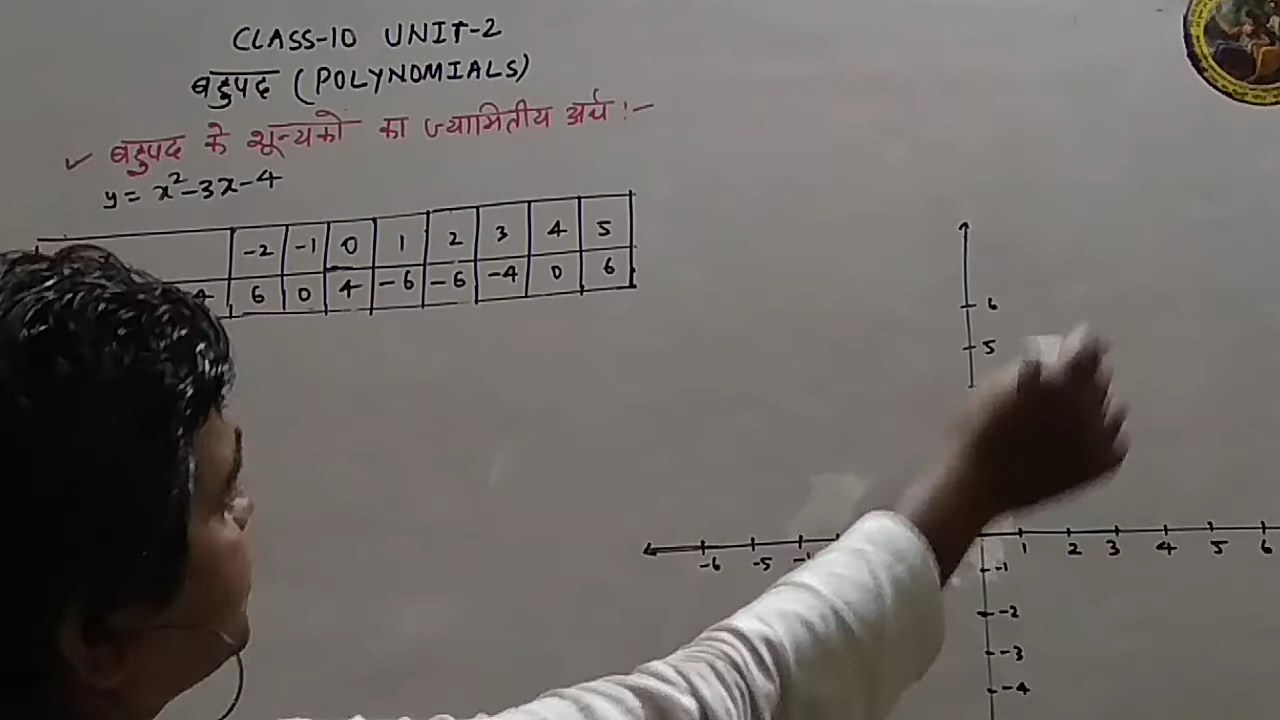 CLASS-10 UNIT-2
बहुपद (POLYNOMIALS)
✓ बहुपद के शून्यको का ज्यामितीय अर्थ :-
y = x²-3x-4
-2 -1 0 1 2 3 4 5
4 6 0 4 -6 -6 -4 0 6
6
5
-6 -5 1 2 3 4 5 6
-1
-2
-3
-4